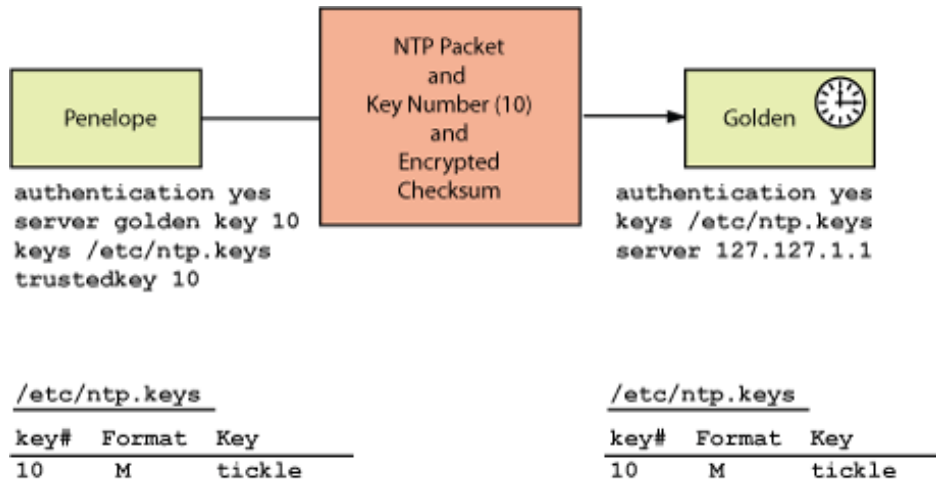 NTP Packet
and
Key Number (10)
and
Encrypted
Checksum
Penelope
Golden
authentication yes
server golden key 10
keys /etc/ntp.keys
trustedkey 10
authentication yes
keys /etc/ntp.keys
server 127.127.1.1
/etc/ntp.keys
key# Format Key
10 M tickle
/etc/ntp.keys
key# Format Key
10 M tickle